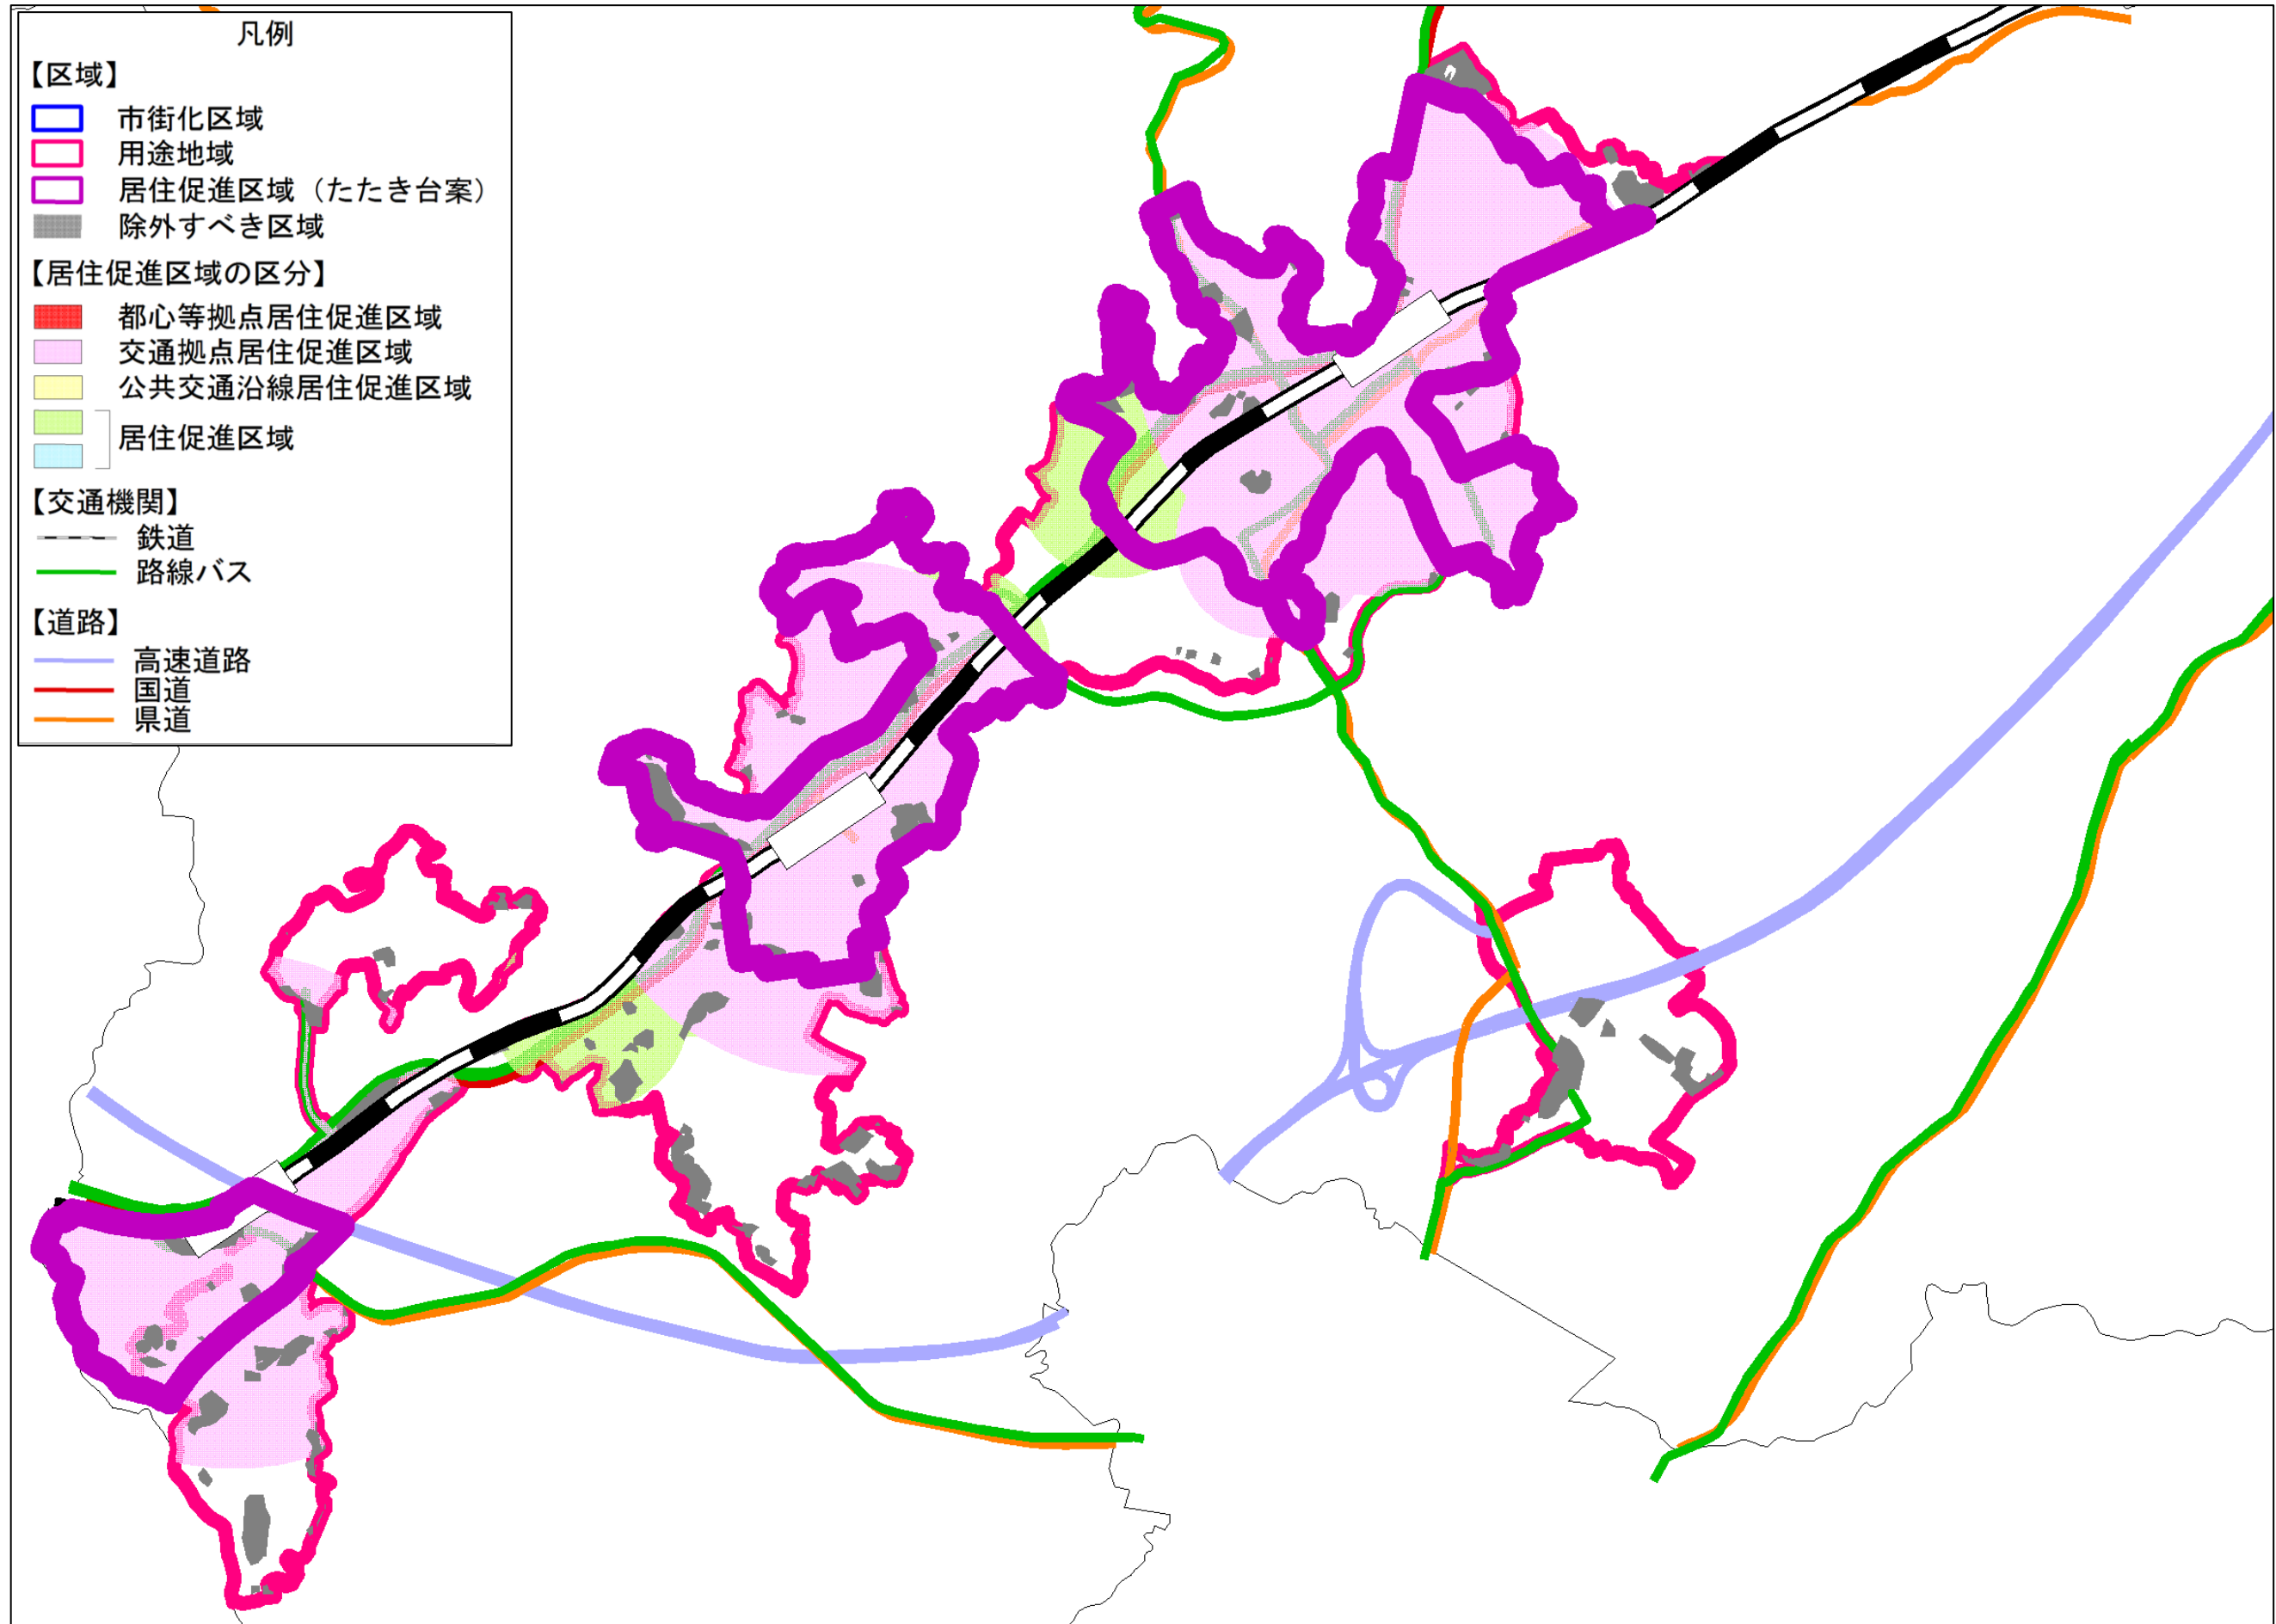 凡例
【区域】
市街化区域
用途地域
居住促進区域（たたき台案）
除外すべき区域
【居住促進区域の区分】
都心等拠点居住促進区域
交通拠点居住促進区域
公共交通沿線居住促進区域
居住促進区域
【交通機関】
鉄道
路線バス
【道路】
高速道路
国道
県道